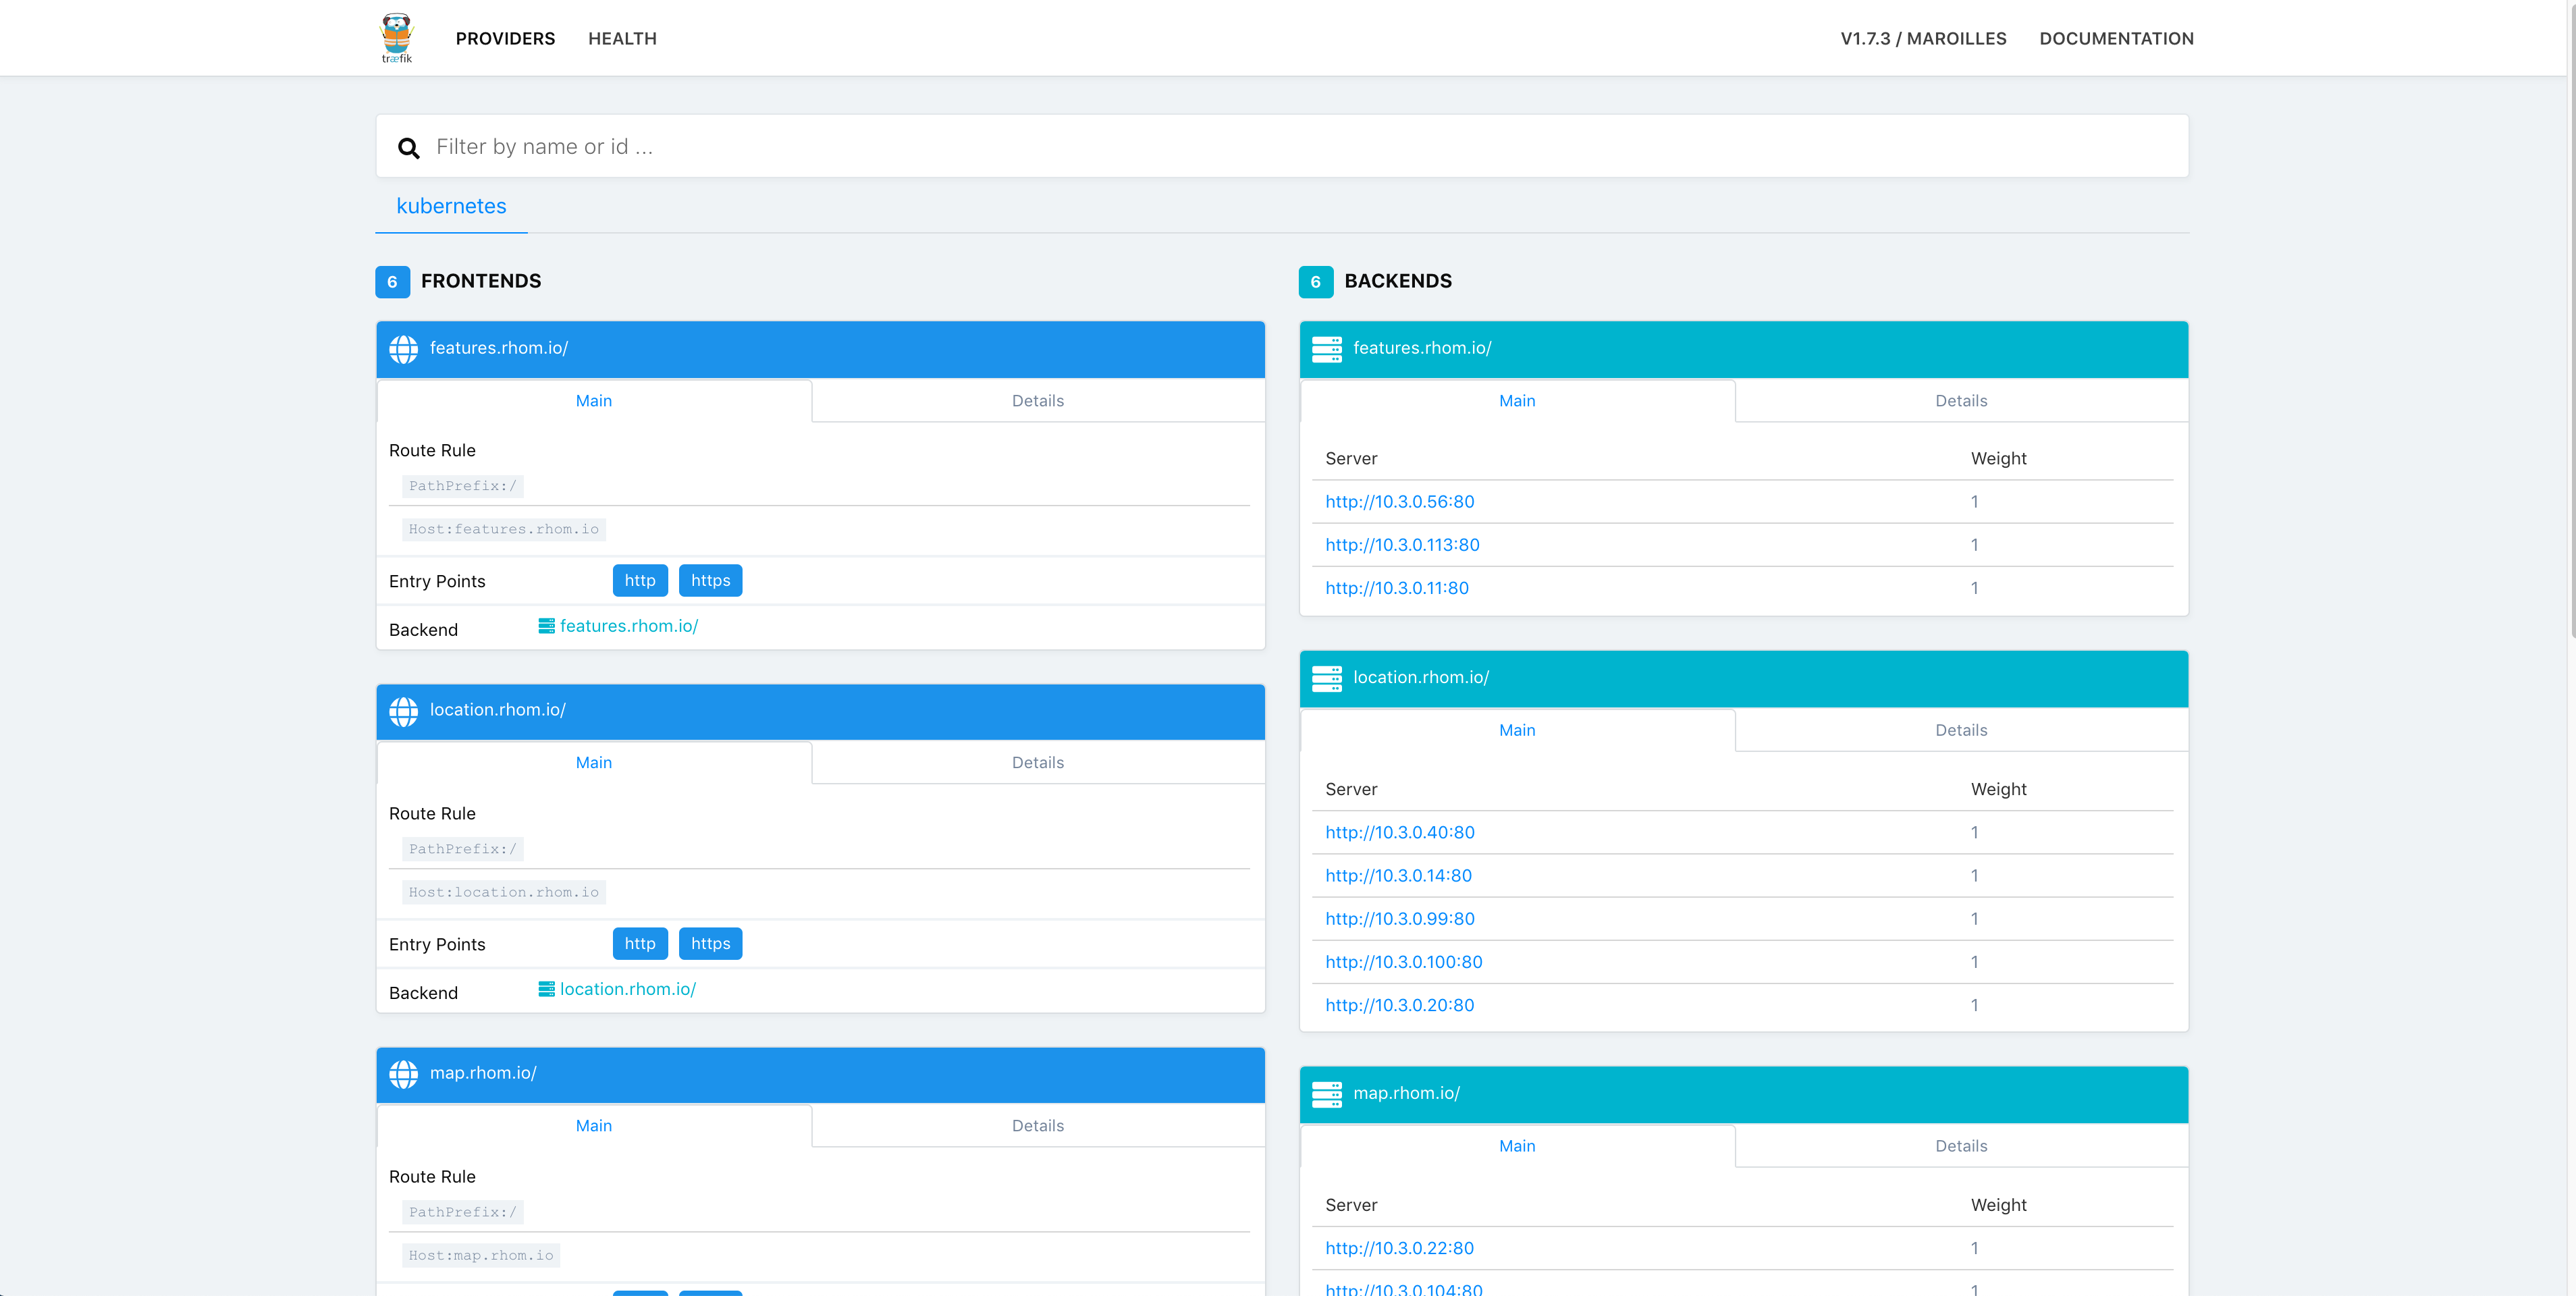 træfik
PROVIDERS HEALTH V1.7.3 / MAROILLES DOCUMENTATION
Filter by name or id ...
kubernetes
6 FRONTENDS
features.rhom.io/
Main Details
Route Rule
PathPrefix:/
Host:features.rhom.io
Entry Points http https
Backend features.rhom.io/
location.rhom.io/
Main Details
Route Rule
PathPrefix:/
Host:location.rhom.io
Entry Points http https
Backend location.rhom.io/
map.rhom.io/
Main Details
Route Rule
PathPrefix:/
Host:map.rhom.io
6 BACKENDS
features.rhom.io/
Main Details
Server Weight
http://10.3.0.56:80 1
http://10.3.0.113:80 1
http://10.3.0.11:80 1
location.rhom.io/
Main Details
Server Weight
http://10.3.0.40:80 1
http://10.3.0.14:80 1
http://10.3.0.99:80 1
http://10.3.0.100:80 1
http://10.3.0.20:80 1
map.rhom.io/
Main Details
Server Weight
http://10.3.0.22:80 1
http://10.3.0.104:80 1